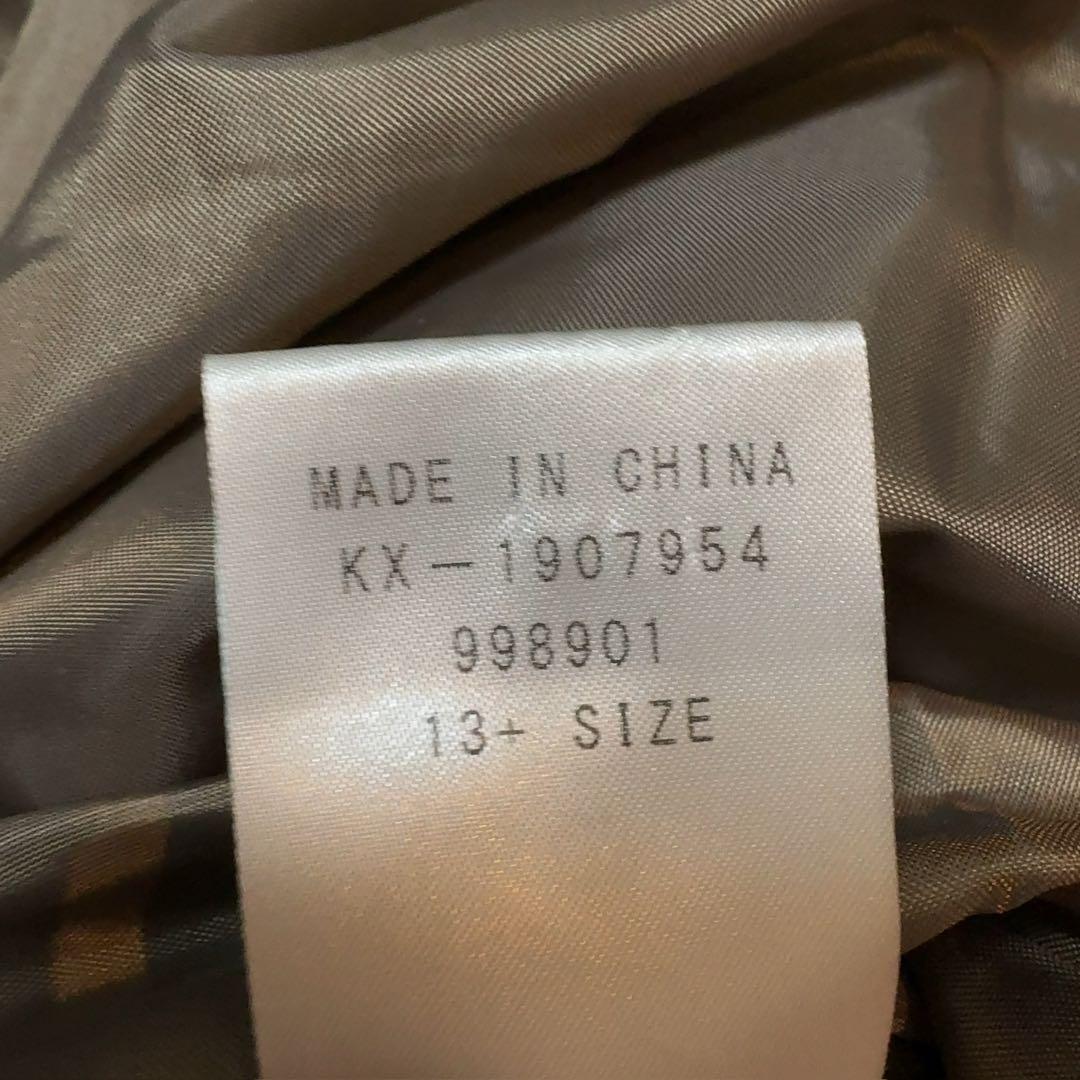 MADE IN CHINA
KX-1907954
998901
13+ SIZE